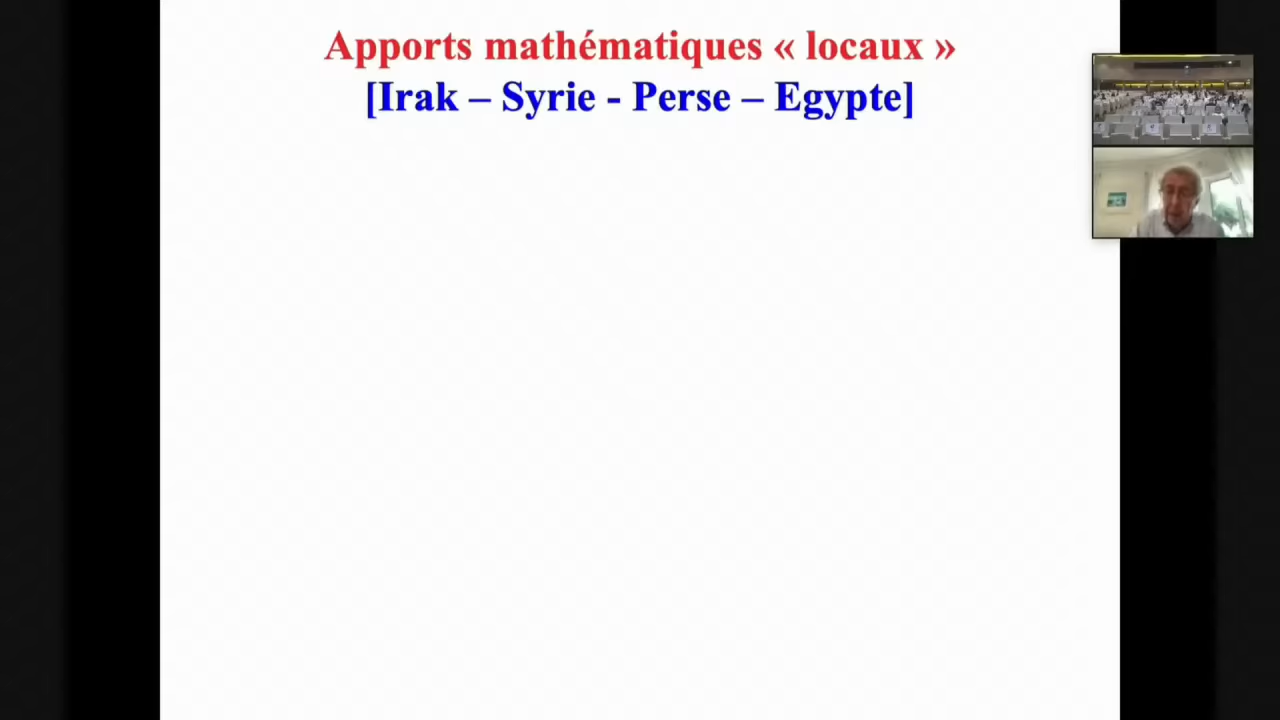 Apports mathématiques « locaux »
[Irak – Syrie - Perse – Egypte]